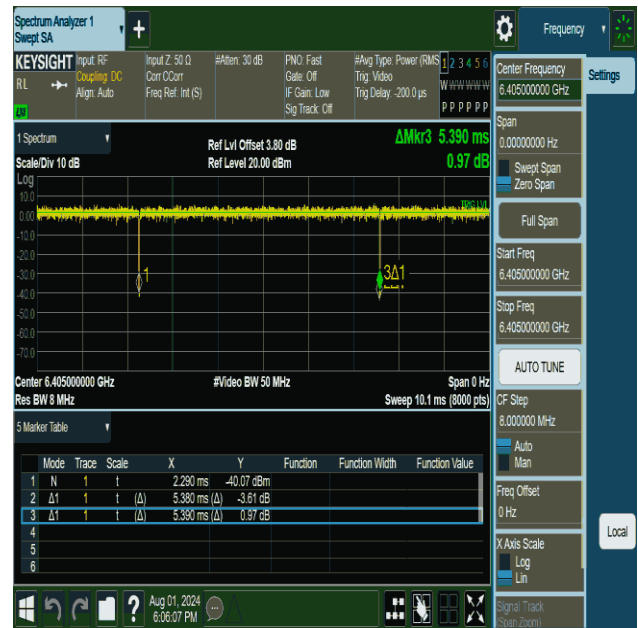 Spectrum Analyzer 1
Swept SA
Frequency
KEYSIGHT
RL
Input: RF
Coupling: DC
Align: Auto
Input Z: 50 Ω
Corr CCorr
Freq Ref: Int (S)
#Atten: 30 dB
PNO: Fast
Gate: Off
IF Gain: Low
Sig Track: Off
#Avg Type: Power (RMS
Trig: Video
Trig Delay: -200.0 µs
1 2 3 4 5 6
W W W W W W
P P P P P P
1 Spectrum
Scale/Div 10 dB
Ref Lvl Offset 3.80 dB
Ref Level 20.00 dBm
ΔMkr3 5.390 ms
0.97 dB
Log
10.0
0.00
-10.0
-20.0
-30.0
-40.0
-50.0
-60.0
-70.0
TRIG LVL
1
3Δ1
Center 6.405000000 GHz
Res BW 8 MHz
#Video BW 50 MHz
Span 0 Hz
Sweep 10.1 ms (8000 pts)
5 Marker Table
Mode Trace Scale X Y Function Function Width Function Value
1 N 1 t 2.290 ms -40.07 dBm
2 Δ1 1 t (Δ) 5.380 ms (Δ) -3.61 dB
3 Δ1 1 t (Δ) 5.390 ms (Δ) 0.97 dB
4
5
6
Aug 01, 2024
6:06:07 PM
Center Frequency
6.405000000 GHz
Settings
Span
0.00000000 Hz
Swept Span
Zero Span
Full Span
Start Freq
6.405000000 GHz
Stop Freq
6.405000000 GHz
AUTO TUNE
CF Step
8.000000 MHz
Auto
Man
Freq Offset
0 Hz
X Axis Scale
Log
Lin
Local
Signal Track
(Span Zoom)